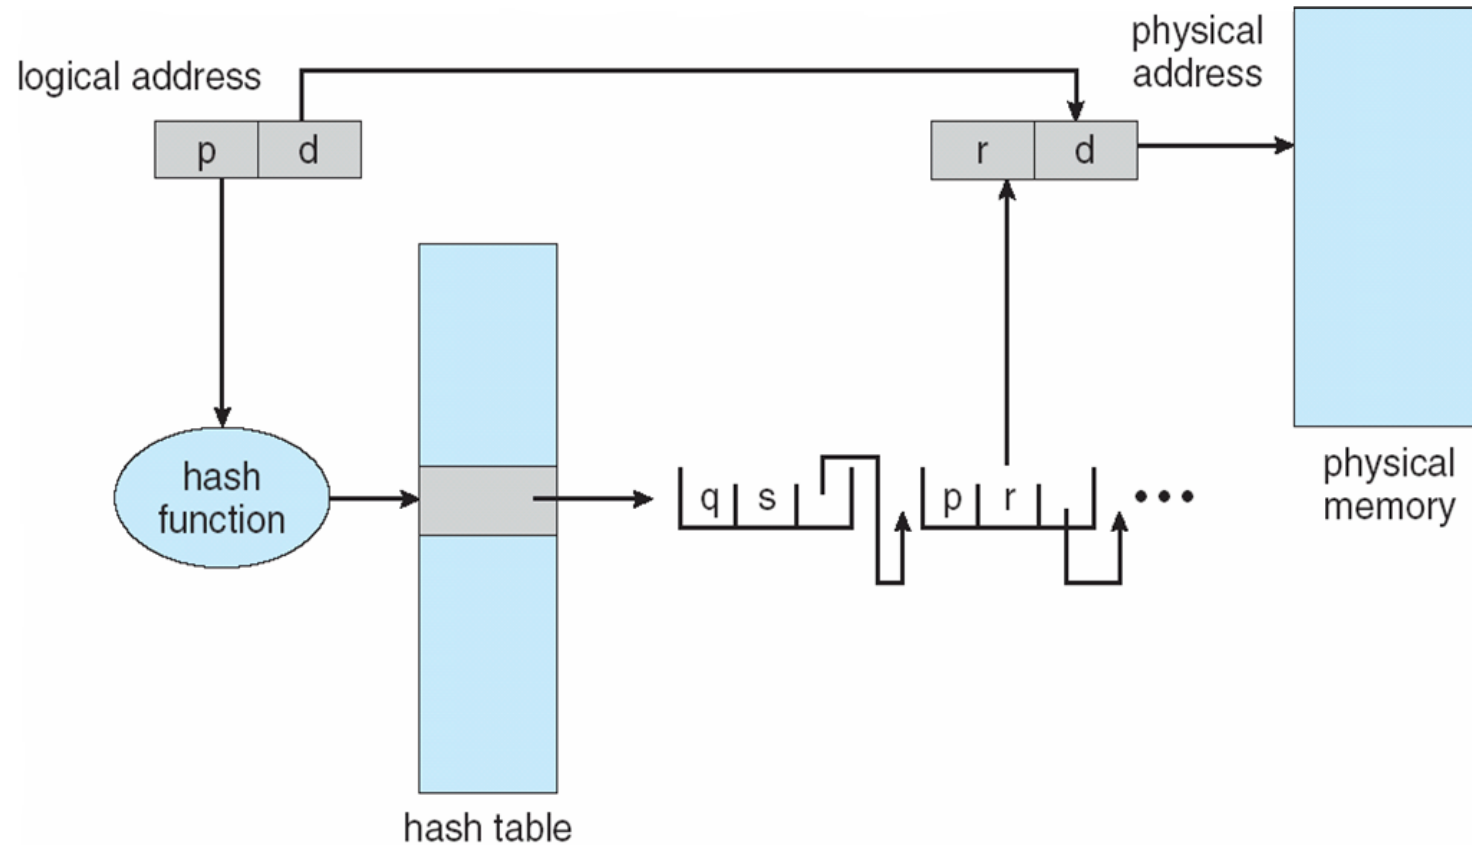 logical address
physical
address
p d
r d
hash
function
q s
p r
•••
physical
memory
hash table